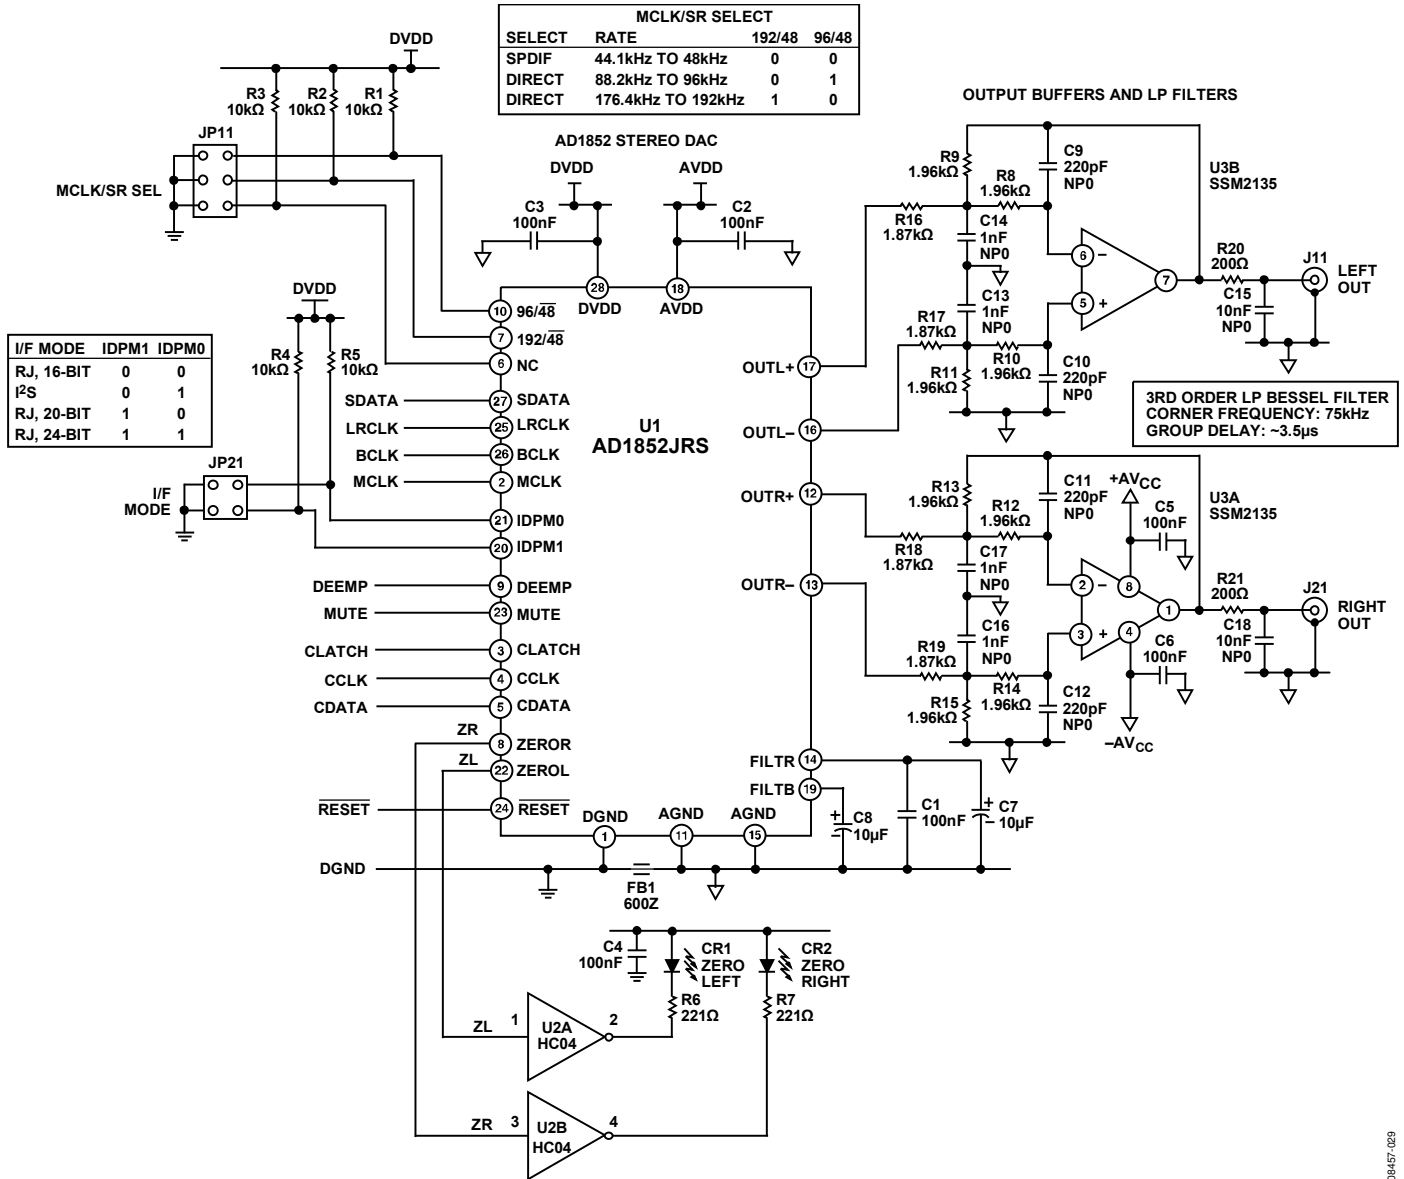 MCLK/SR SELECT
SELECT RATE 192/48 96/48
SPDIF 44.1kHz TO 48kHz 0 0
DIRECT 88.2kHz TO 96kHz 0 1
DIRECT 176.4kHz TO 192kHz 1 0
DVDD
R3
10kΩ
R2
10kΩ
R1
10kΩ
JP11
MCLK/SR SEL
AD1852 STEREO DAC
DVDD
AVDD
C3
100nF
C2
100nF
28
DVDD
18
AVDD
OUTPUT BUFFERS AND LP FILTERS
DVDD
R4
10kΩ
R5
10kΩ
I/F MODE IDPM1 IDPM0
RJ, 16-BIT 0 0
I²S 0 1
RJ, 20-BIT 1 0
RJ, 24-BIT 1 1
JP21
I/F
MODE
U1
AD1852JRS
10 96/48
7 192/48
6 NC
SDATA 27 SDATA
LRCLK 25 LRCLK
BCLK 26 BCLK
MCLK 2 MCLK
21 IDPM0
20 IDPM1
DEEMP 9 DEEMP
MUTE 23 MUTE
CLATCH 3 CLATCH
CCLK 4 CCLK
CDATA 5 CDATA
ZR 8 ZEROR
ZL 22 ZEROL
RESET 24 RESET
OUTL+ 17
OUTL– 16
OUTR+ 12
OUTR– 13
FILTR 14
FILTB 19
DGND
1
AGND
11
AGND
15
DGND
FB1
600Z
+
–
C8
10µF
C1
100nF
+
–
C7
10µF
R9
1.96kΩ
R8
1.96kΩ
C9
220pF
NP0
U3B
SSM2135
R16
1.87kΩ
C14
1nF
NP0
6 –
5 +
7
R20
200Ω
J11
LEFT
OUT
C15
10nF
NP0
C13
1nF
NP0
R17
1.87kΩ
R10
1.96kΩ
R11
1.96kΩ
C10
220pF
NP0
3RD ORDER LP BESSEL FILTER
CORNER FREQUENCY: 75kHz
GROUP DELAY: ~3.5µs
R13
1.96kΩ
R12
1.96kΩ
C11
220pF
NP0
+AVCC
C5
100nF
U3A
SSM2135
R18
1.87kΩ
C17
1nF
NP0
2 –
3 +
8
4
1
R21
200Ω
J21
RIGHT
OUT
C18
10nF
NP0
C16
1nF
NP0
C6
100nF
R19
1.87kΩ
R14
1.96kΩ
R15
1.96kΩ
C12
220pF
NP0
–AVCC
C4
100nF
CR1
ZERO
LEFT
CR2
ZERO
RIGHT
R6
221Ω
R7
221Ω
ZL 1 U2A
HC04
2
ZR 3 U2B
HC04
4
08457-029